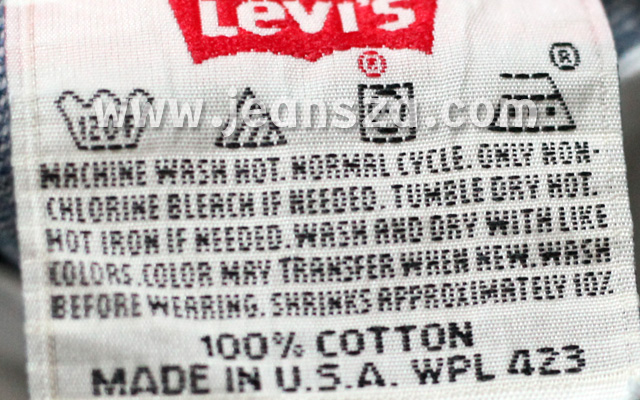 Levi's
®
®
120
www.jeanszd.com
MACHINE WASH HOT. NORMAL CYCLE. ONLY NON-
CHLORINE BLEACH IF NEEDED. TUMBLE DRY HOT.
HOT IRON IF NEEDED. WASH AND DRY WITH LIKE
COLORS. COLOR MAY TRANSFER WHEN NEW. WASH
BEFORE WEARING. SHRINKS APPROXIMATELY 10%
100% COTTON
MADE IN U.S.A. WPL 423